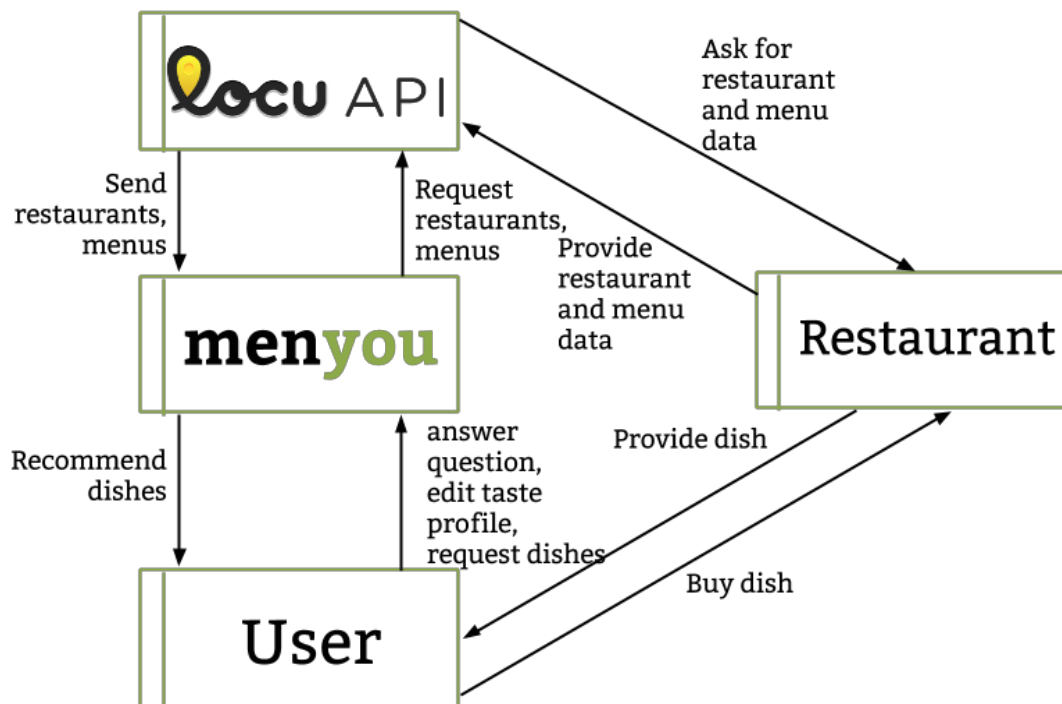 locu API
Ask for
restaurant
and menu
data
Send
restaurants,
menus
Request
restaurants,
menus
Provide
restaurant
and menu
data
menyou
Restaurant
Recommend
dishes
answer
question,
edit taste
profile,
request dishes
Provide dish
Buy dish
User